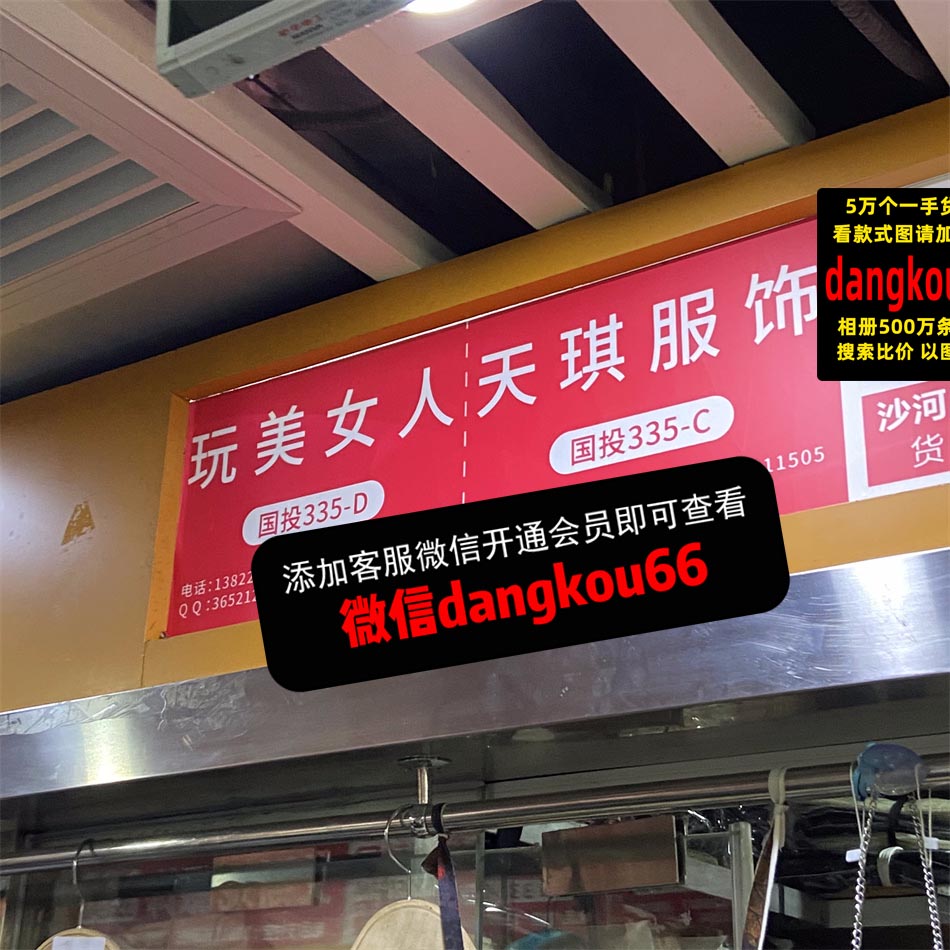 玩美女人
国投335-D
电话:13822
QQ:36521
天琪服饰
国投335-C
11505
沙河
货
添加客服微信开通会员即可查看
微信dangkou66
5万个一手货
看款式图请加
dangkou
相册500万条
搜索比价 以图